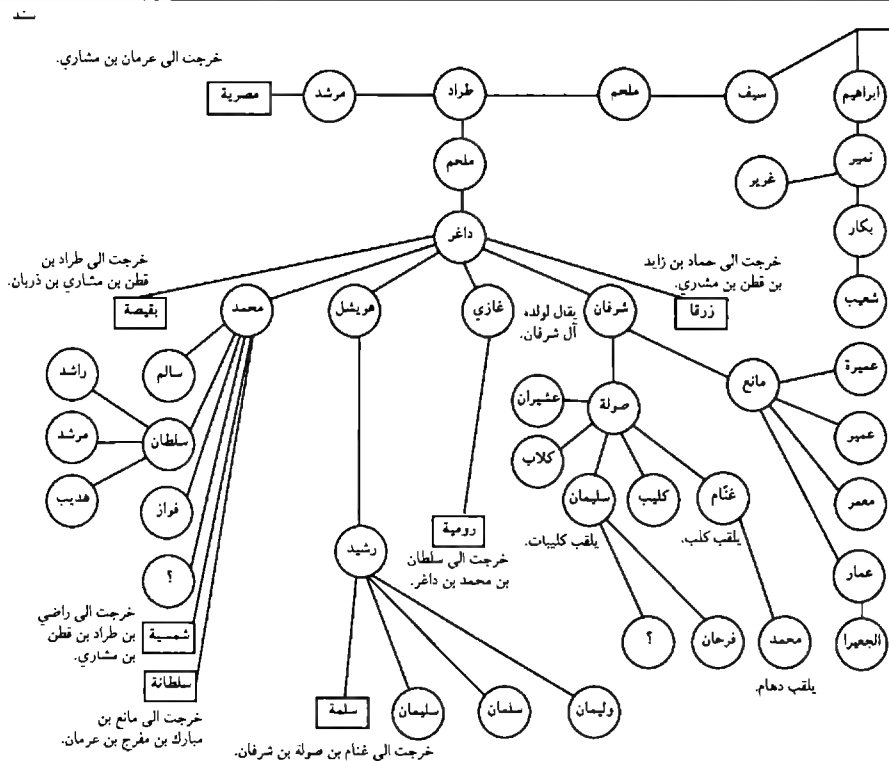 سند
خرجت الى عرمان بن مشاري.
ابراهيم
سيف
ملحم
طراد
مرشد
مصرية
نمير
غرير
ملحم
بكار
داغر
شعيب
خرجت الى حماد بن زايد
بن قطن بن مشاري.
زرقا
شرفان
يقال لولده
آل شرفان.
غازي
هويشل
محمد
خرجت الى طراد بن
قطن بن مشاري بن ذربان.
بقيصة
عميرة
مانع
صولة
عشيران
سالم
راشد
عمير
كلاب
سلطان
مرشد
معمر
غنّام
يلقب كلب.
كليب
سليمان
يلقب كليبات.
رومية
خرجت الى سلطان
بن محمد بن داغر.
رشيد
فواز
هديب
عمار
؟
الجعيرا
محمد
يلقب دهام.
فرحان
؟
شمسية
خرجت الى راضي
بن طراد بن قطن
بن مشاري.
سلطانة
خرجت الى مانع بن
مبارك بن مفرج بن عرمان.
وليمان
سلمان
سليمان
سلمة
خرجت الى غنام بن صولة بن شرفان.